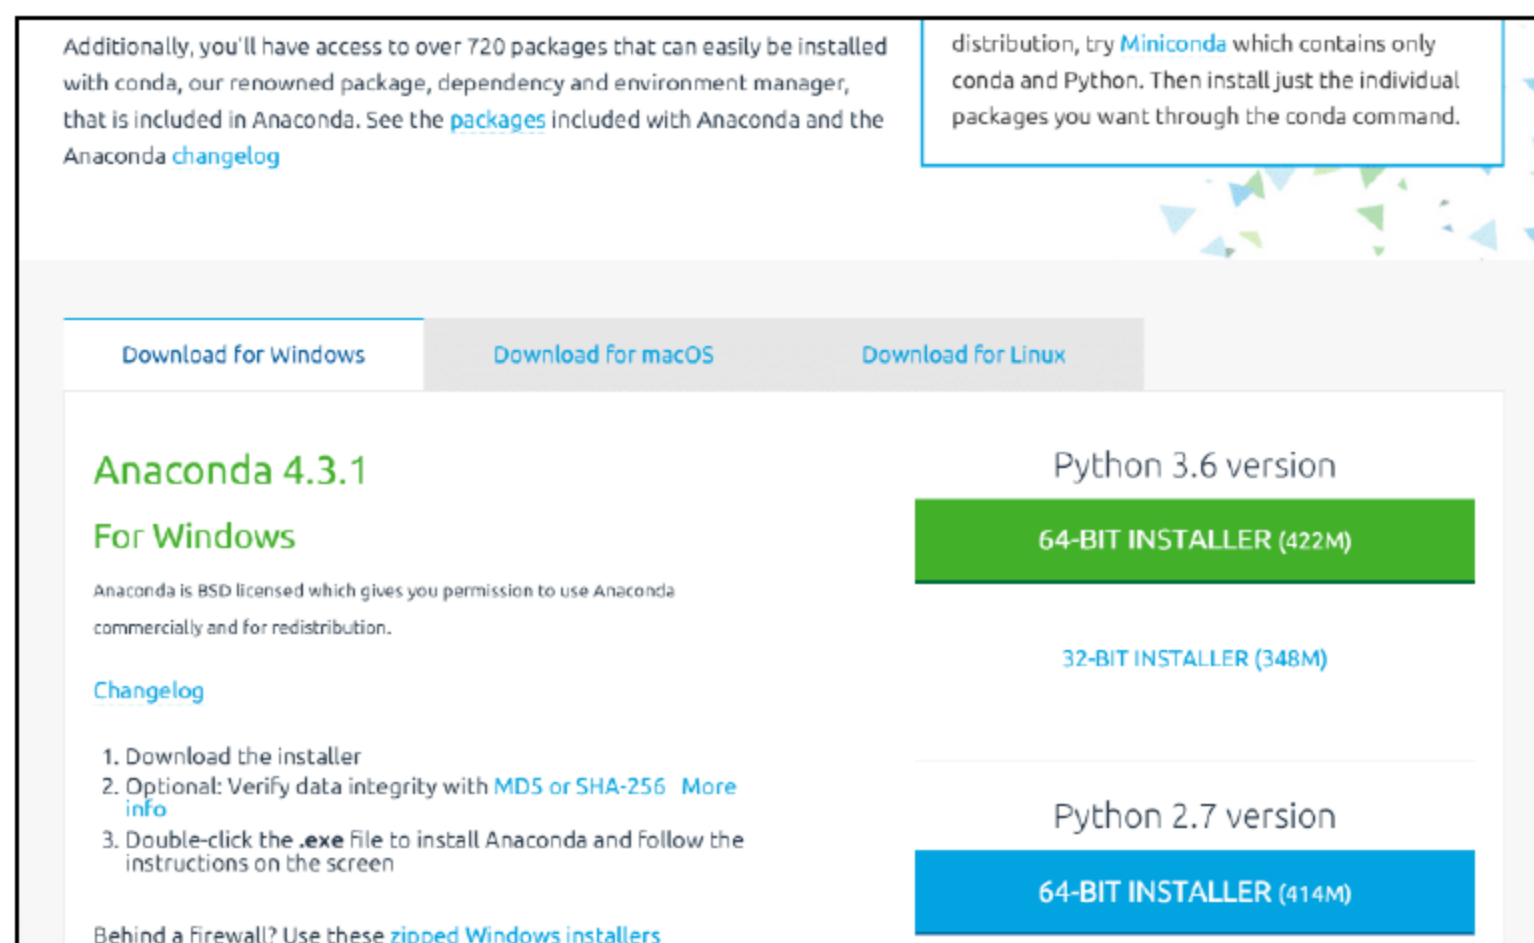 Additionally, you'll have access to over 720 packages that can easily be installed
with conda, our renowned package, dependency and environment manager,
that is included in Anaconda. See the packages included with Anaconda and the
Anaconda changelog
distribution, try Miniconda which contains only
conda and Python. Then install just the individual
packages you want through the conda command.
Download for Windows
Download for macOS
Download for Linux
Anaconda 4.3.1
For Windows
Anaconda is BSD licensed which gives you permission to use Anaconda
commercially and for redistribution.
Changelog
1. Download the installer
2. Optional: Verify data integrity with MD5 or SHA-256 More
info
3. Double-click the .exe file to install Anaconda and follow the
instructions on the screen
Behind a firewall? Use these zipped Windows installers
Python 3.6 version
64-BIT INSTALLER (422M)
32-BIT INSTALLER (348M)
Python 2.7 version
64-BIT INSTALLER (414M)